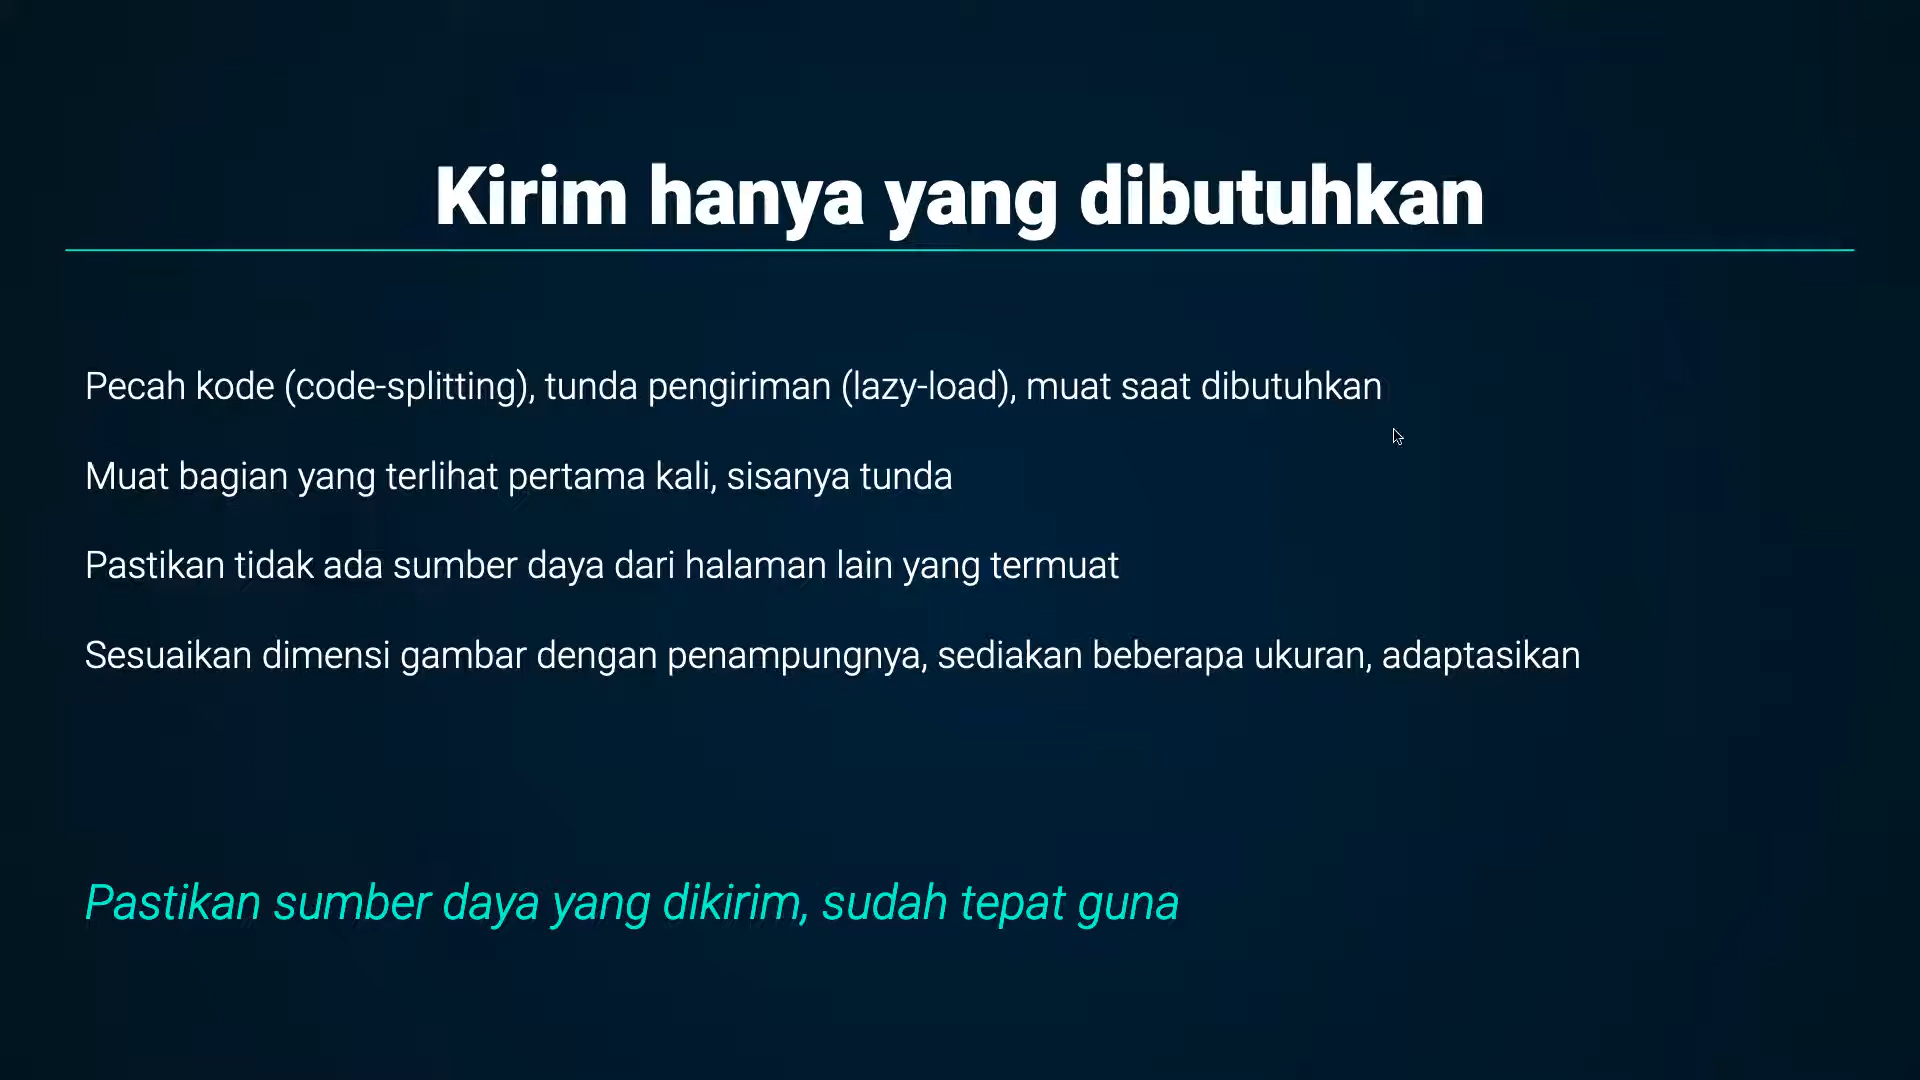 Kirim hanya yang dibutuhkan
Pecah kode (code-splitting), tunda pengiriman (lazy-load), muat saat dibutuhkan
Muat bagian yang terlihat pertama kali, sisanya tunda
Pastikan tidak ada sumber daya dari halaman lain yang termuat
Sesuaikan dimensi gambar dengan penampungnya, sediakan beberapa ukuran, adaptasikan
Pastikan sumber daya yang dikirim, sudah tepat guna